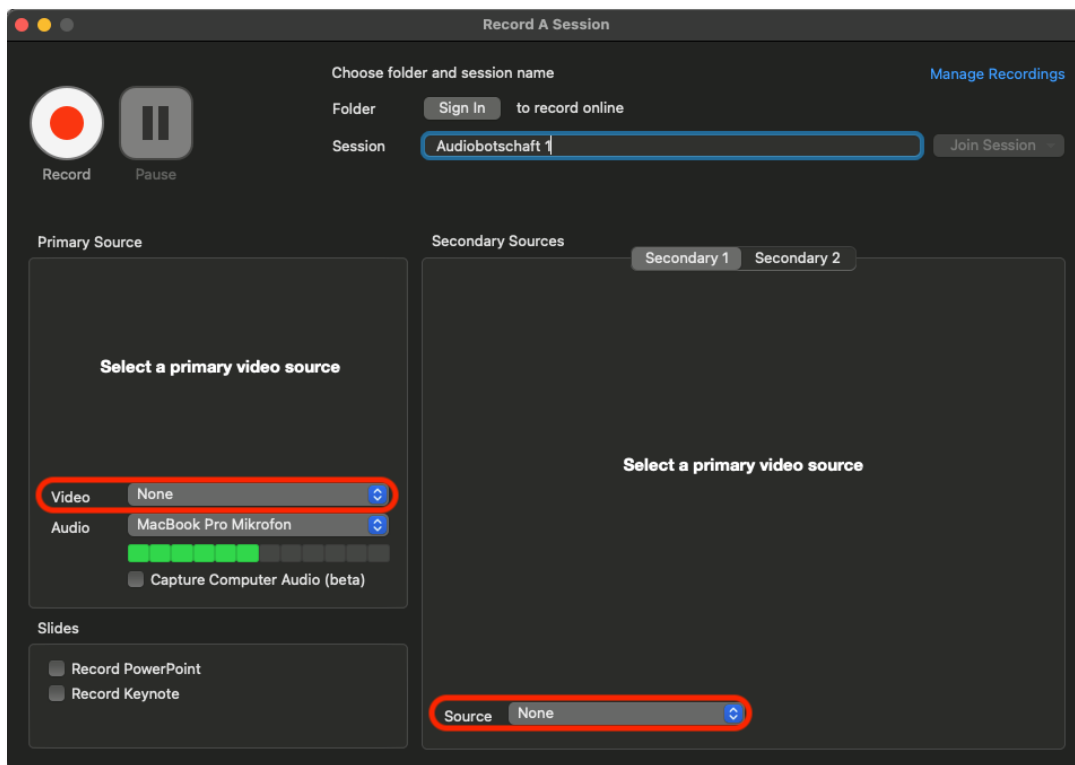 Record A Session
Choose folder and session name
Manage Recordings
Folder Sign In to record online
Session Audiobotschaft 1 Join Session
Record Pause
Primary Source
Select a primary video source
Video None
Audio MacBook Pro Mikrofon
Capture Computer Audio (beta)
Slides
Record PowerPoint
Record Keynote
Secondary Sources
Secondary 1 Secondary 2
Select a primary video source
Source None